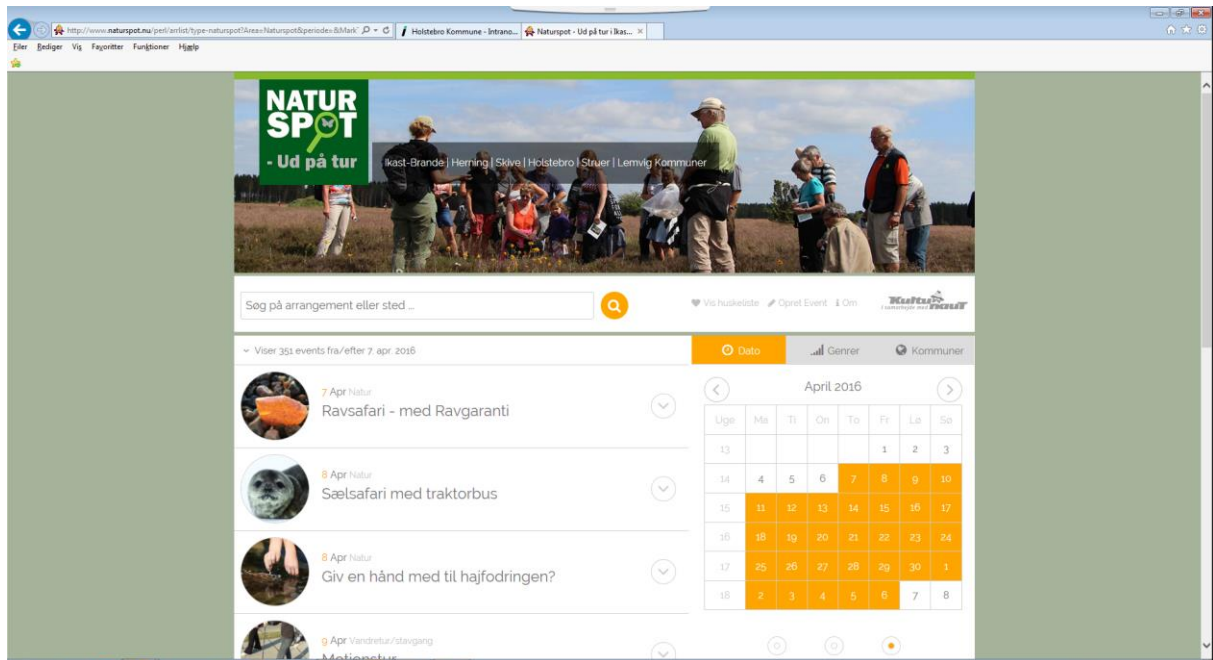 http://www.naturspot.nu/perl/arrlist/type-naturspot?Area=Naturspot&periode=&Mark
Holstebro Kommune - Intrano...
Naturspot - Ud på tur i Ikas...
Filer Rediger Vis Favoritter Funktioner Hjælp
NATUR
SPOT
- Ud på tur
Ikast-Brande | Herning | Skive | Holstebro | Struer | Lemvig Kommuner
Søg på arrangement eller sted ...
Vis huskeliste Opret Event Om
Kultunaut
I samarbejde med
Viser 351 events fra/efter 7. apr. 2016
7 Apr Natur
Ravsafari - med Ravgaranti
8 Apr Natur
Sælsafari med traktorbus
8 Apr Natur
Giv en hånd med til hajfodringen?
9 Apr Vandretur/stavgang
Motionstur
Dato Genrer Kommuner
April 2016
Uge Ma Ti On To Fr Lø Sø
13 1 2 3
14 4 5 6 7 8 9 10
15 11 12 13 14 15 16 17
16 18 19 20 21 22 23 24
17 25 26 27 28 29 30 1
18 2 3 4 5 6 7 8